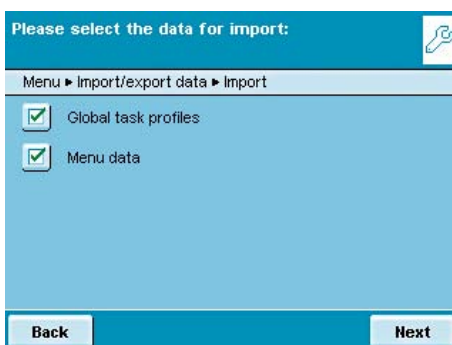 Please select the data for import:
Menu ▸ Import/export data ▸ Import
Global task profiles
Menu data
Back
Next